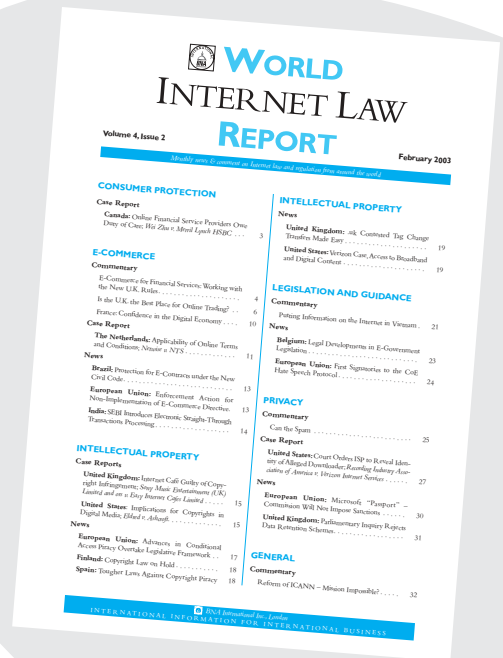 BNA
WORLD
INTERNET LAW
REPORT
Volume 4, Issue 2
February 2003
Monthly news & comment on Internet law and regulation from around the world
CONSUMER PROTECTION
Case Report
Canada: Online Financial Service Providers Owe
Duty of Care; Wei Zhu v. Meril Lynch HSBC . . . 3
E-COMMERCE
Commentary
E-Commerce for Financial Services: Working with
the New U.K. Rules . . . . . . . . . . . . . . . . . . . . . . 4
Is the U.K. the Best Place for Online Trading? . . . 6
France: Confidence in the Digital Economy . . . . 10
Case Report
The Netherlands: Applicability of Online Terms
and Conditions; v. NTS . . . . . . . . . . . . . . . . 11
News
Brazil: Protection for E-Contracts under the New
Civil Code . . . . . . . . . . . . . . . . . . . . . . . . . . . . 13
European Union: Enforcement Action for
Non-Implementation of E-Commerce Directive. 13
India: SEBI Introduces Electronic Straight-Through
Transactions Processing . . . . . . . . . . . . . . . . . . 14
INTELLECTUAL PROPERTY
Case Reports
United Kingdom: Internet Café Guilty of Copy-
right Infringement; Sony Music Entertainment (UK)
Limited and on v. Easy Internet Cafes Limited . . . 15
United States: Implications for Copyrights in
Digital Media; Eldred v. Ashcroft . . . . . . . . . . . . 15
News
European Union: Advances in Conditional
Access Piracy Overtake Legislative Framework . . 17
Finland: Copyright Law on Hold . . . . . . . . . . . . 18
Spain: Tougher Laws Against Copyright Piracy 18
INTELLECTUAL PROPERTY
News
United Kingdom: .uk Contested Tag Change
Transfers Made Easy . . . . . . . . . . . . . . . . . . . . . 19
United States: Verizon Case, Access to Broadband
and Digital Content . . . . . . . . . . . . . . . . . . . . . 19
LEGISLATION AND GUIDANCE
Commentary
Putting Information on the Internet in Vietnam . 21
News
Belgium: Legal Developments in E-Government
Legislation . . . . . . . . . . . . . . . . . . . . . . . . . . . . 23
European Union: First Signatories to the CoE
Hate Speech Protocol . . . . . . . . . . . . . . . . . . . . 24
PRIVACY
Commentary
Can the Spam . . . . . . . . . . . . . . . . . . . . . . . . . . 25
Case Report
United States: Court Orders ISP to Reveal Iden-
tity of Alleged Downloader; Recording Industry Asso-
ciation of America v. Verizon Internet Services . . . . 27
News
European Union: Microsoft "Passport" –
Commission Will Not Impose Sanctions . . . . . . 30
United Kingdom: Parliamentary Inquiry Rejects
Data Retention Schemes . . . . . . . . . . . . . . . . . . 31
GENERAL
Commentary
Reform of ICANN – Mission Impossible? . . . . . 32
BNA International Inc., London
INTERNATIONAL INFORMATION FOR INTERNATIONAL BUSINESS